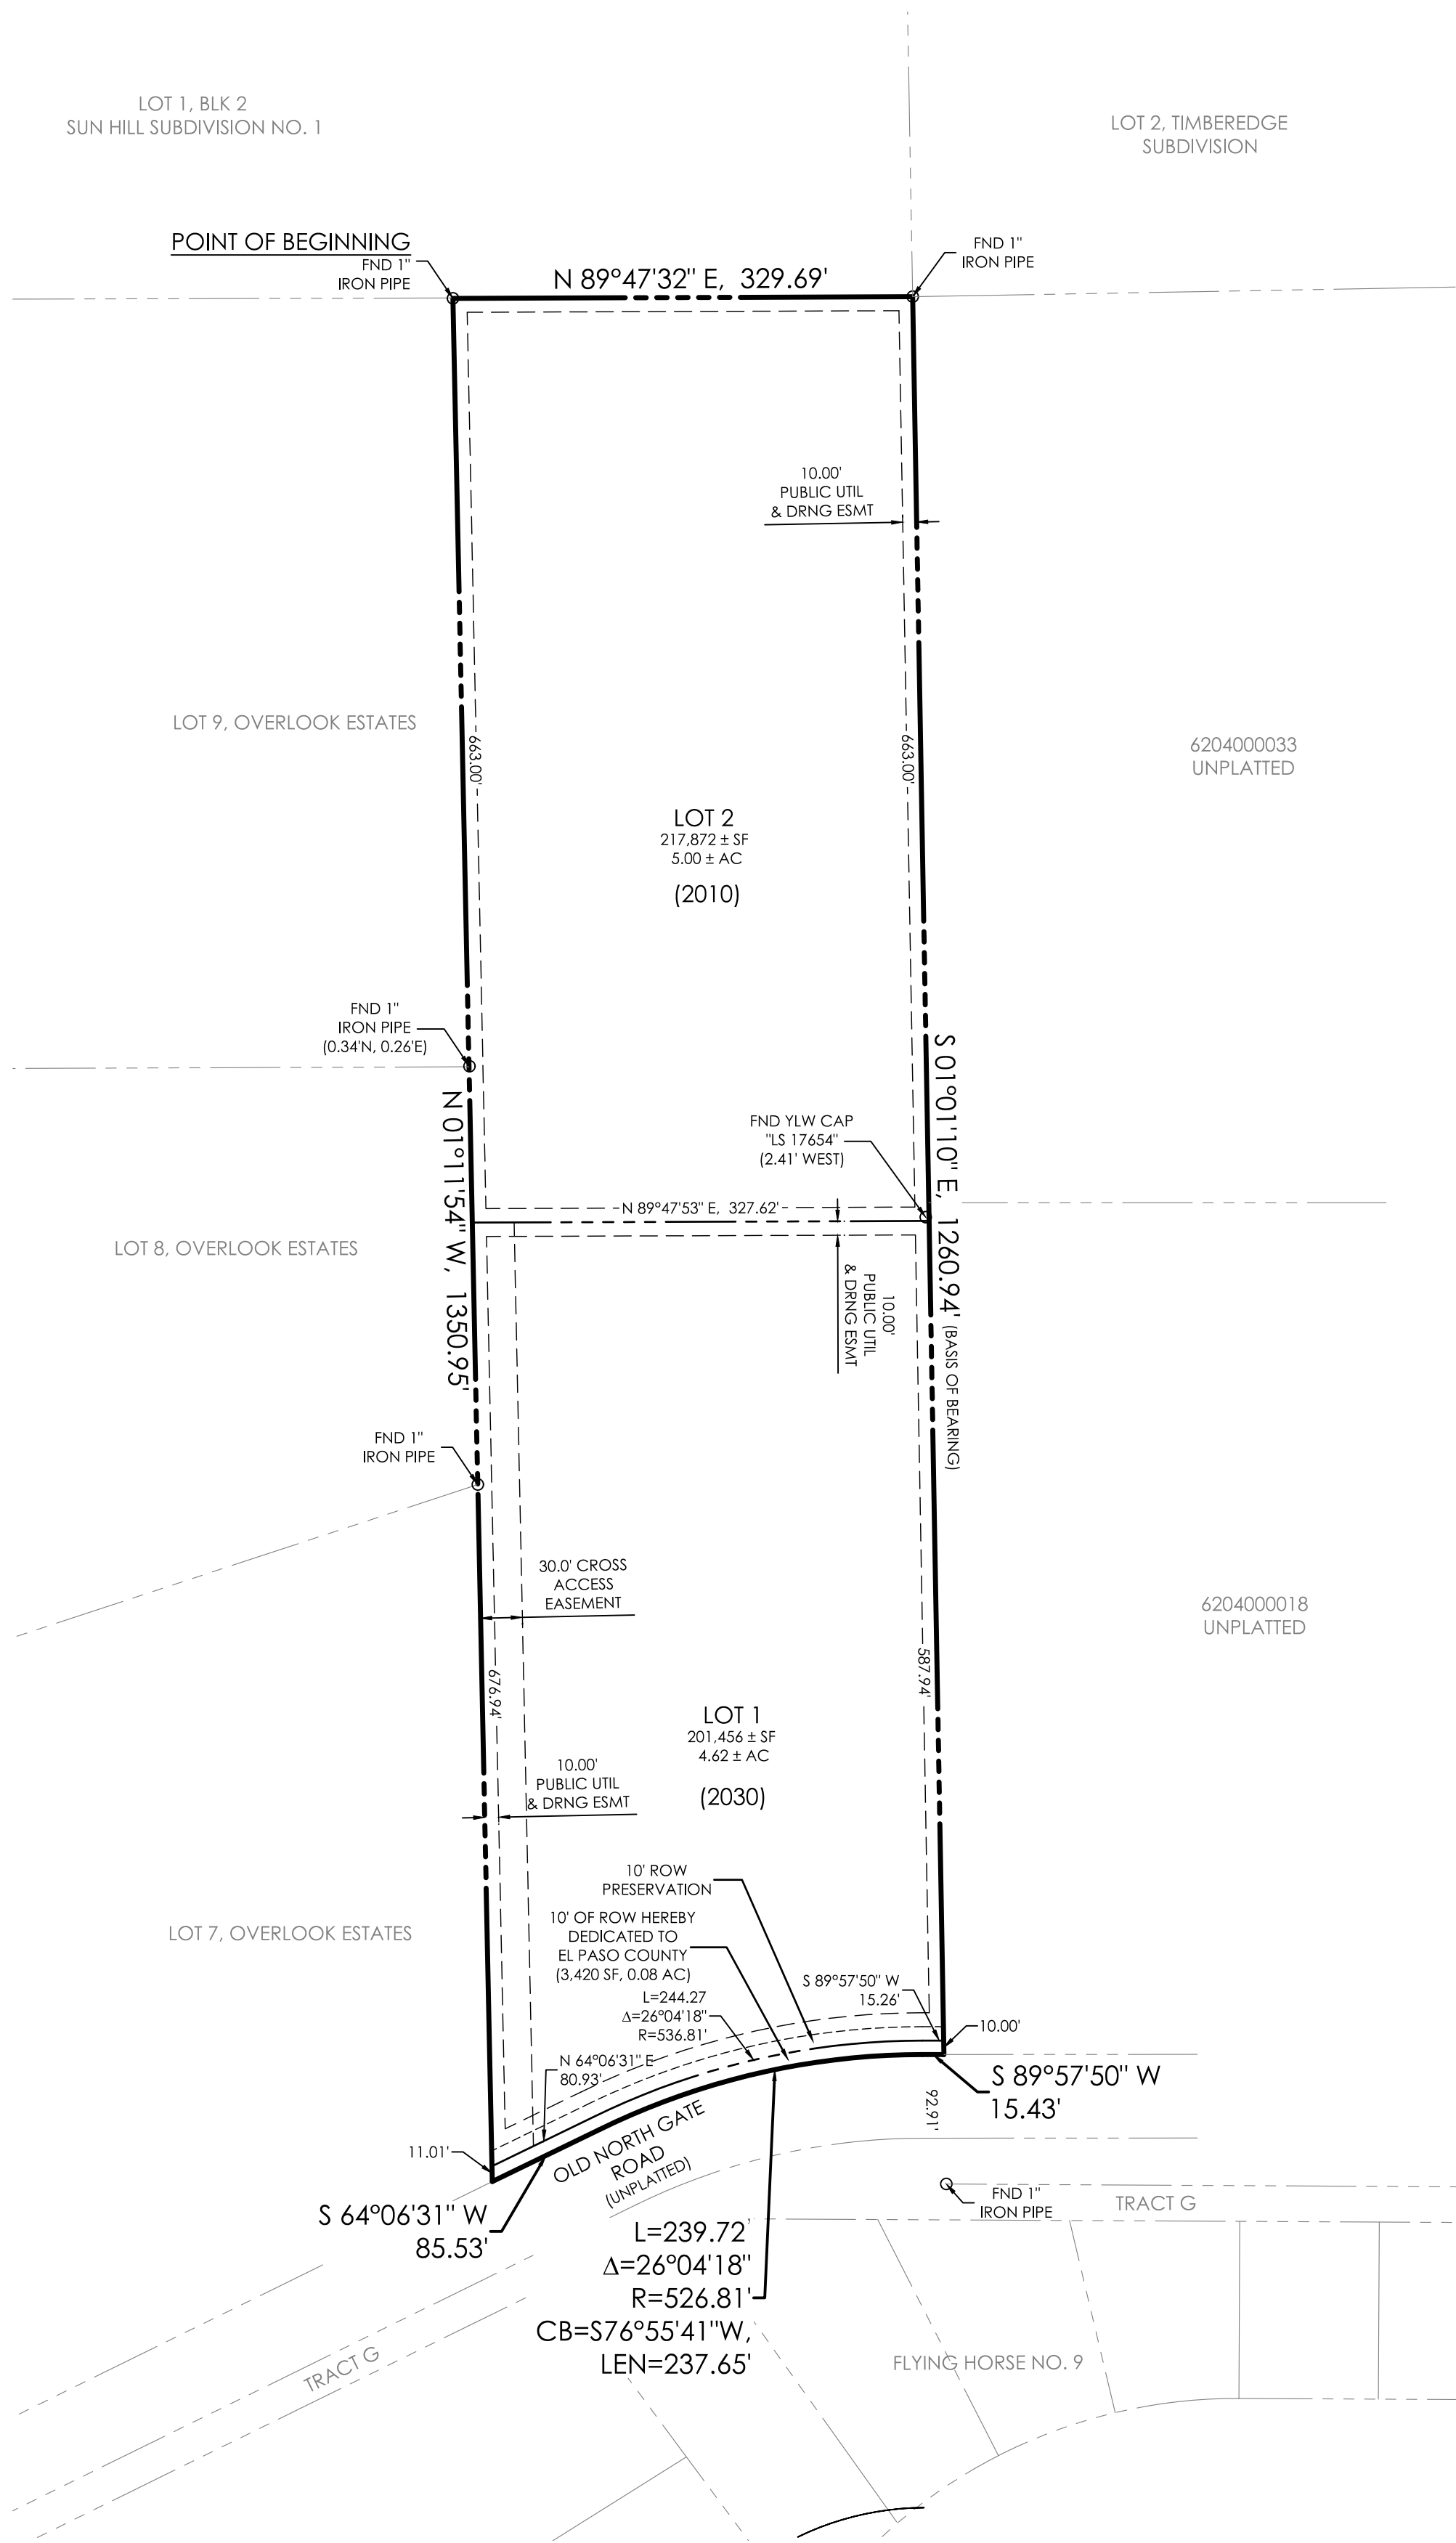 LOT 1, BLK 2
SUN HILL SUBDIVISION NO. 1
LOT 2, TIMBEREDGE
SUBDIVISION
POINT OF BEGINNING
FND 1"
IRON PIPE
N 89°47'32" E, 329.69'
FND 1"
IRON PIPE
10.00'
PUBLIC UTIL
& DRNG ESMT
LOT 9, OVERLOOK ESTATES
663.00'
663.00'
6204000033
UNPLATTED
LOT 2
217,872 ± SF
5.00 ± AC
(2010)
FND 1"
IRON PIPE
(0.34'N, 0.26'E)
N 01°11'54" W, 1350.95'
S 01°01'10" E, 1260.94' (BASIS OF BEARING)
FND YLW CAP
"LS 17654"
(2.41' WEST)
N 89°47'53" E, 327.62'
LOT 8, OVERLOOK ESTATES
10.00'
PUBLIC UTIL
& DRNG ESMT
FND 1"
IRON PIPE
30.0' CROSS
ACCESS
EASEMENT
6204000018
UNPLATTED
676.94'
587.94'
LOT 1
201,456 ± SF
4.62 ± AC
(2030)
10.00'
PUBLIC UTIL
& DRNG ESMT
10' ROW
PRESERVATION
LOT 7, OVERLOOK ESTATES
10' OF ROW HEREBY
DEDICATED TO
EL PASO COUNTY
(3,420 SF, 0.08 AC)
S 89°57'50" W
15.26'
L=244.27
Δ=26°04'18"
R=536.81'
10.00'
N 64°06'31" E
80.93'
S 89°57'50" W
15.43'
92.91'
11.01'
OLD NORTH GATE
ROAD
(UNPLATTED)
FND 1"
IRON PIPE
TRACT G
S 64°06'31" W
85.53'
L=239.72'
Δ=26°04'18"
R=526.81'
CB=S76°55'41"W,
LEN=237.65'
TRACT G
FLYING HORSE NO. 9